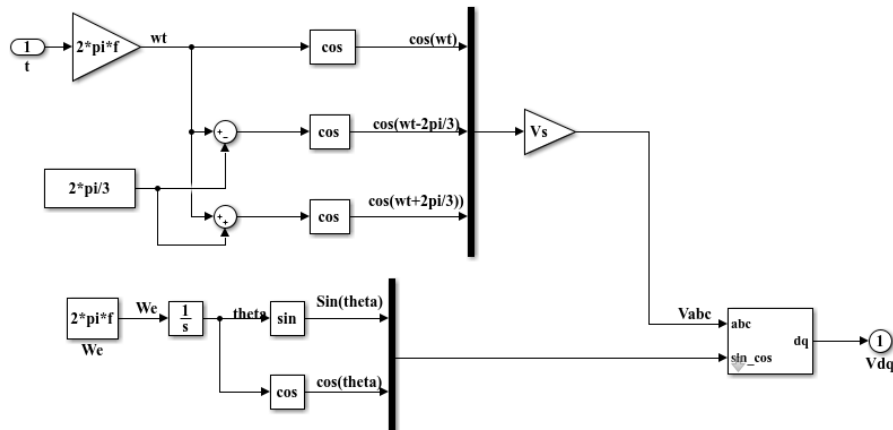 1
t
2*pi*f
wt
cos
cos(wt)
+
-
cos
cos(wt-2pi/3)
2*pi/3
+
+
cos
cos(wt+2pi/3))
Vs
2*pi*f
We
We
1
s
theta
sin
Sin(theta)
cos
cos(theta)
Vabc
abc
sin_cos
dq
1
Vdq